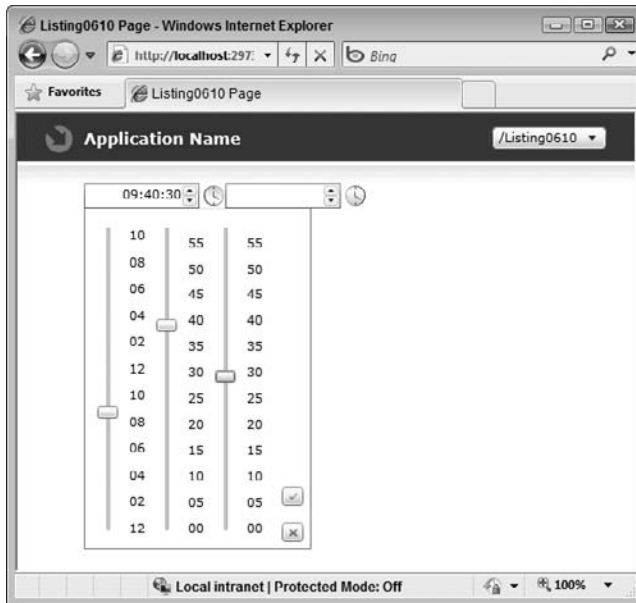 Listing0610 Page - Windows Internet Explorer
http://localhost:297
Bing
Favorites
Listing0610 Page
Application Name
/Listing0610
09:40:30
10 55 55
08 50 50
06 45 45
04 40 40
02 35 35
12 30 30
10 25 25
08 20 20
06 15 15
04 10 10
02 05 05
12 00 00
Local intranet | Protected Mode: Off
100%